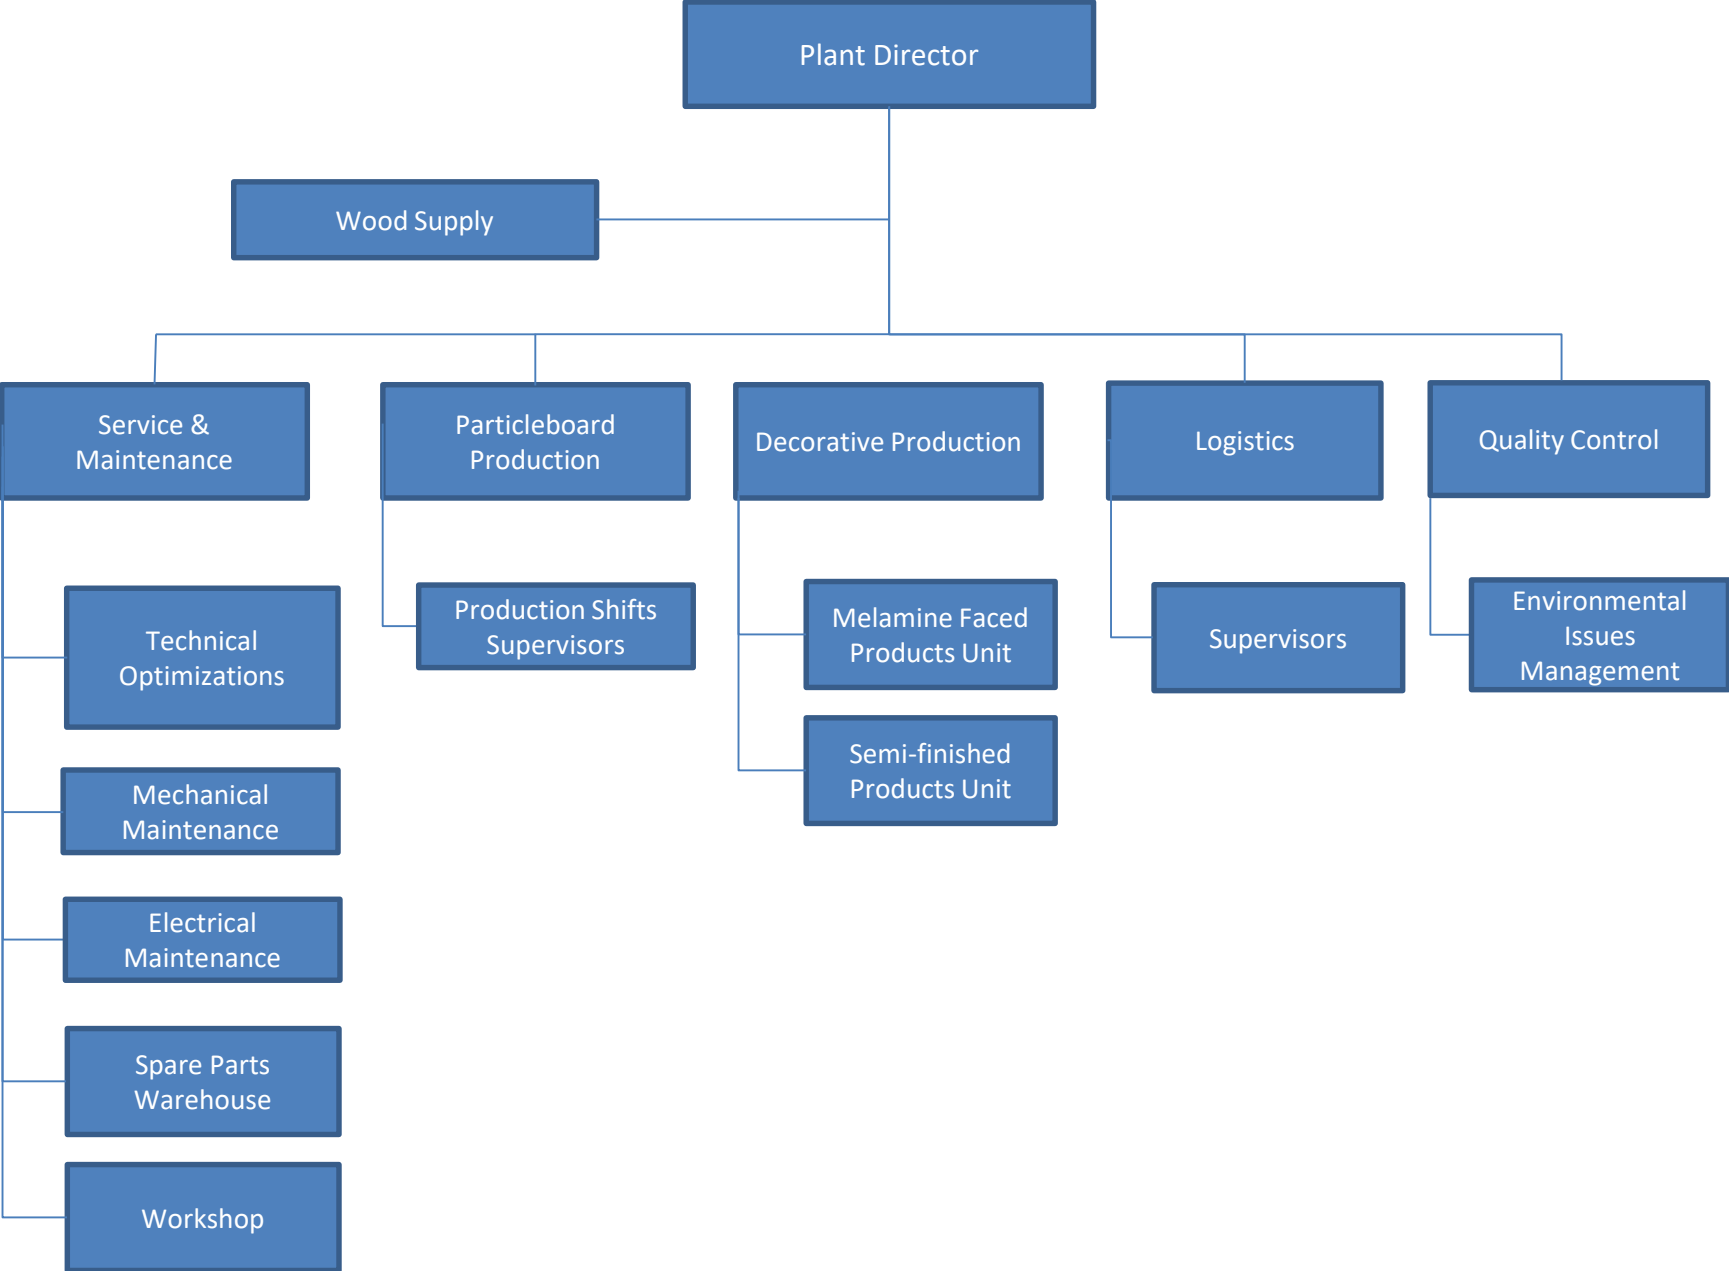 Plant Director
Wood Supply
Service &
Maintenance
Particleboard
Production
Decorative Production
Logistics
Quality Control
Technical
Optimizations
Mechanical
Maintenance
Electrical
Maintenance
Spare Parts
Warehouse
Workshop
Production Shifts
Supervisors
Melamine Faced
Products Unit
Semi-finished
Products Unit
Supervisors
Environmental
Issues
Management